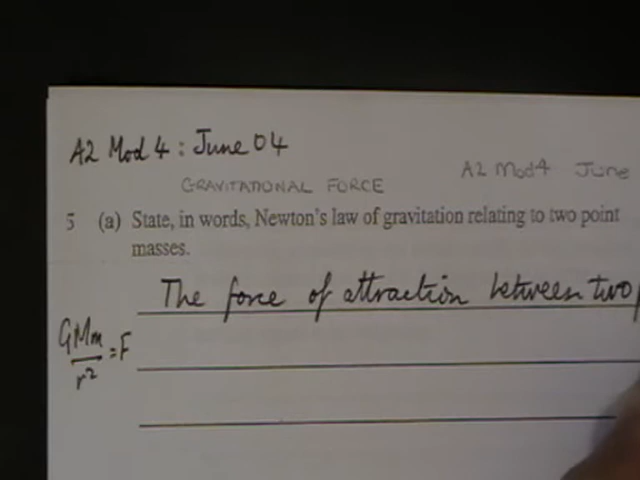 A2 Mod 4 : June 04
A2 Mod4 June
GRAVITATIONAL FORCE
5 (a) State, in words, Newton's law of gravitation relating to two point
masses.
The force of attraction between two
GMm
r² = F